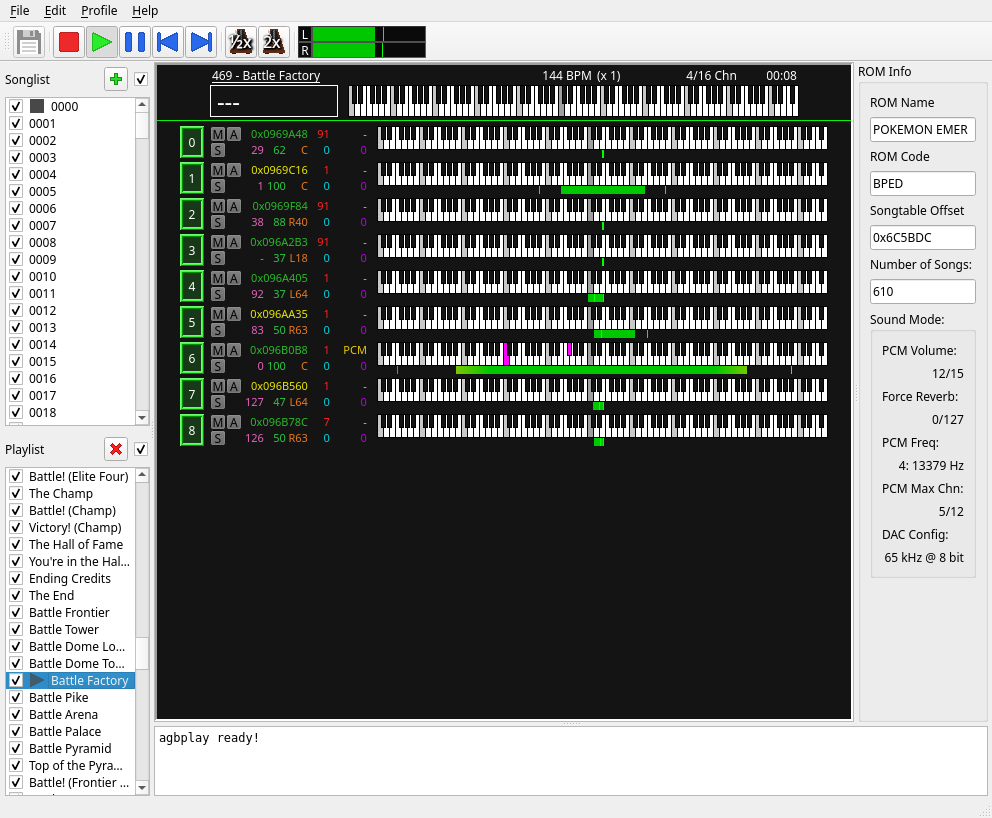 File Edit Profile Help
½x 2x
L
R
Songlist
0000
0001
0002
0003
0004
0005
0006
0007
0008
0009
0010
0011
0012
0013
0014
0015
0016
0017
0018
Playlist
Battle! (Elite Four)
The Champ
Battle! (Champ)
Victory! (Champ)
The Hall of Fame
You're in the Hal...
Ending Credits
The End
Battle Frontier
Battle Tower
Battle Dome Lo...
Battle Dome To...
Battle Factory
Battle Pike
Battle Arena
Battle Palace
Battle Pyramid
Top of the Pyra...
Battle! (Frontier ...
469 - Battle Factory 144 BPM (x 1) 4/16 Chn 00:08
---
0 M A 0x0969A48 91 -
S 29 62 C 0 0
1 M A 0x0969C16 1 -
S 1 100 C 0 0
2 M A 0x0969F84 91 -
S 38 88 R40 0 0
3 M A 0x096A2B3 91 -
S - 37 L18 0 0
4 M A 0x096A405 1 -
S 92 37 L64 0 0
5 M A 0x096AA35 1 -
S 83 50 R63 0 0
6 M A 0x096B0B8 1 PCM
S 0 100 C 0 0
7 M A 0x096B560 1 -
S 127 47 L64 0 0
8 M A 0x096B78C 7 -
S 126 50 R63 0 0
agbplay ready!
ROM Info
ROM Name
POKEMON EMER
ROM Code
BPED
Songtable Offset
0x6C5BDC
Number of Songs:
610
Sound Mode:
PCM Volume:
12/15
Force Reverb:
0/127
PCM Freq:
4: 13379 Hz
PCM Max Chn:
5/12
DAC Config:
65 kHz @ 8 bit